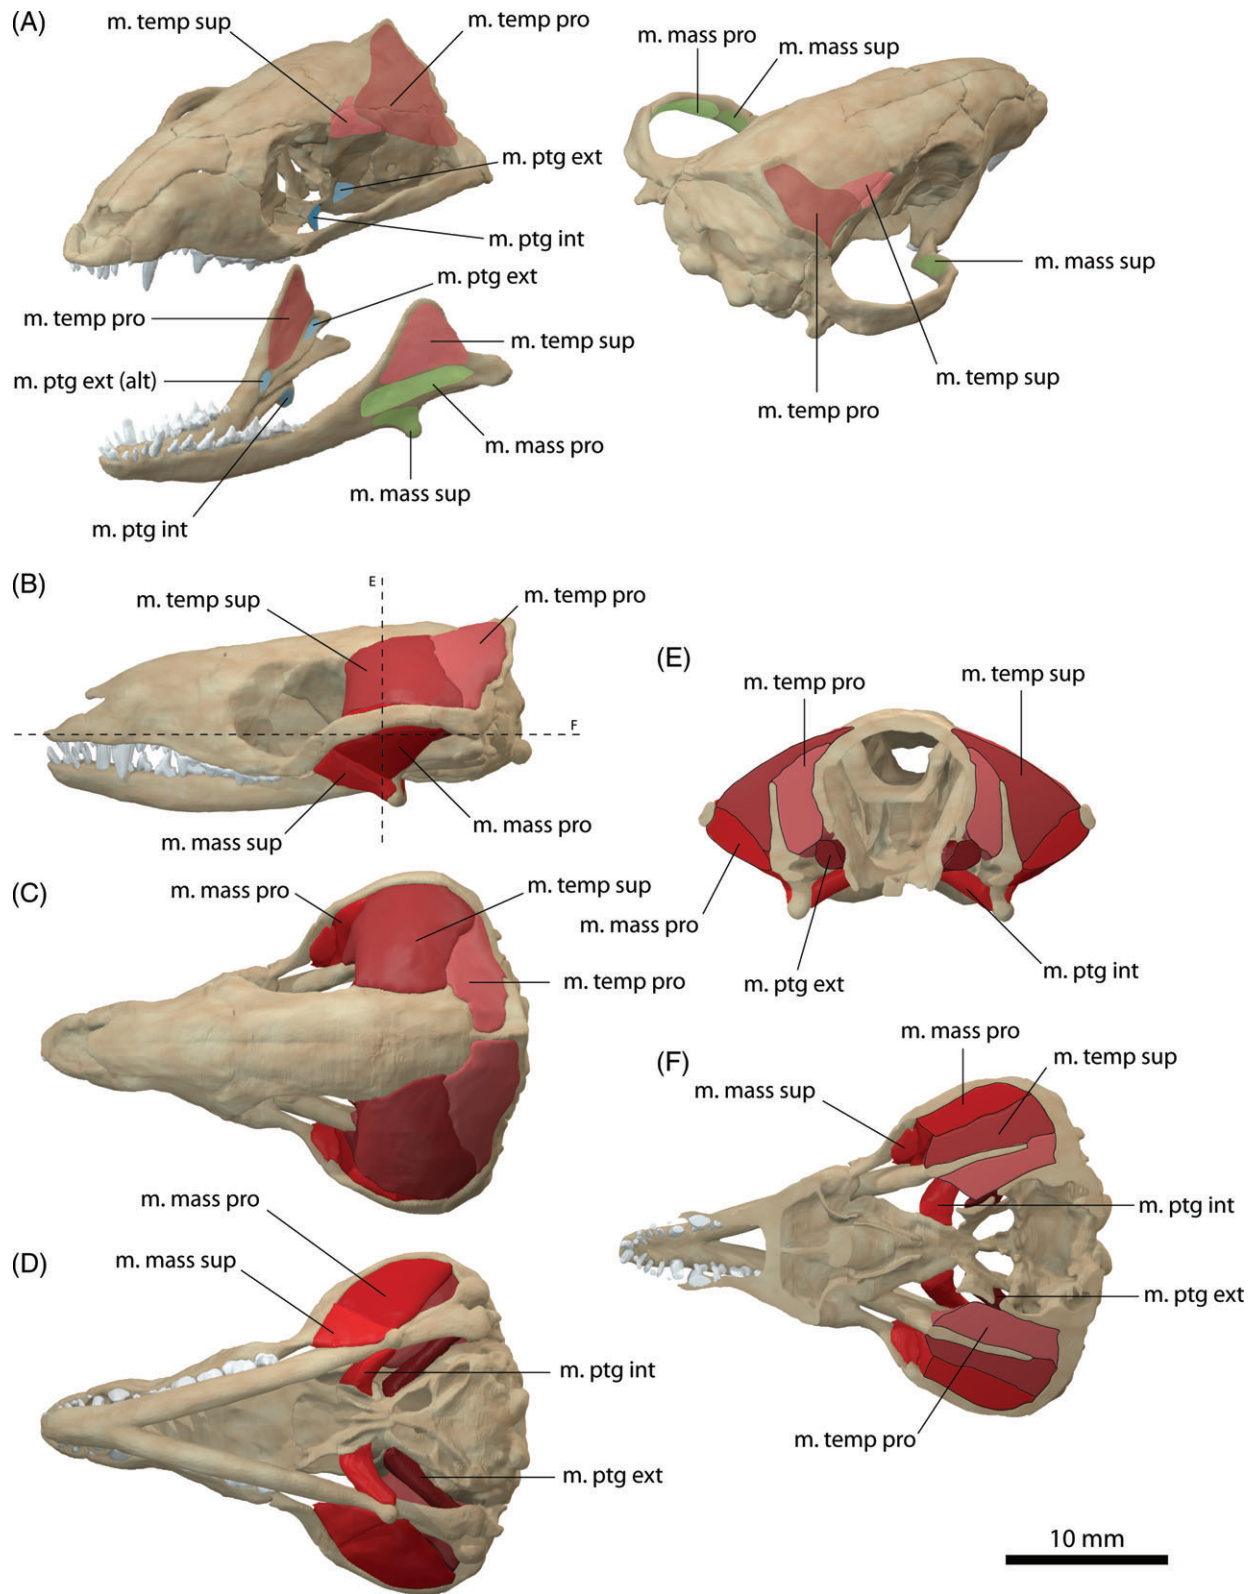 (A)
m. temp sup
m. temp pro
m. ptg ext
m. ptg int
m. ptg ext
m. temp pro
m. ptg ext (alt)
m. ptg int
m. temp sup
m. mass pro
m. mass sup
m. mass pro
m. mass sup
m. mass sup
m. temp sup
m. temp pro
(B)
E
m. temp sup
m. temp pro
F
m. mass sup
m. mass pro
(C)
m. mass pro
m. temp sup
m. temp pro
(D)
m. mass pro
m. mass sup
m. ptg int
m. ptg ext
(E)
m. temp pro
m. temp sup
m. mass pro
m. ptg ext
m. ptg int
(F)
m. mass pro
m. temp sup
m. mass sup
m. ptg int
m. ptg ext
m. temp pro
10 mm